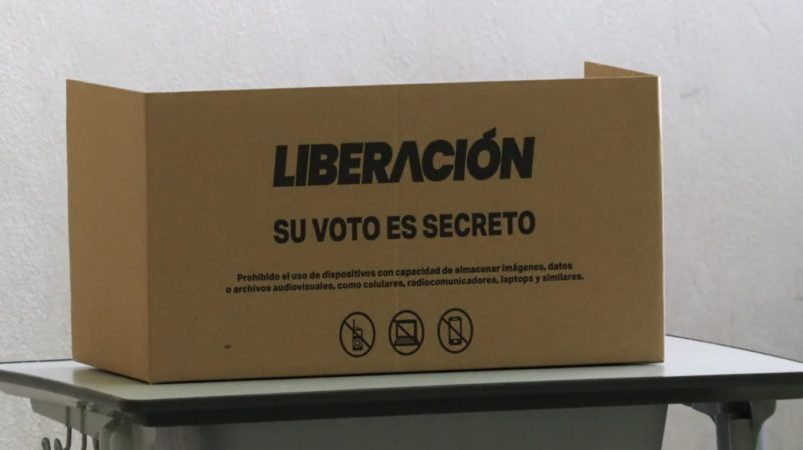 LIBERACIÓN
SU VOTO ES SECRETO
Prohibido el uso de dispositivos con capacidad de almacenar imágenes, datos
o archivos audiovisuales, como celulares, radiocomunicadores, laptops y similares.